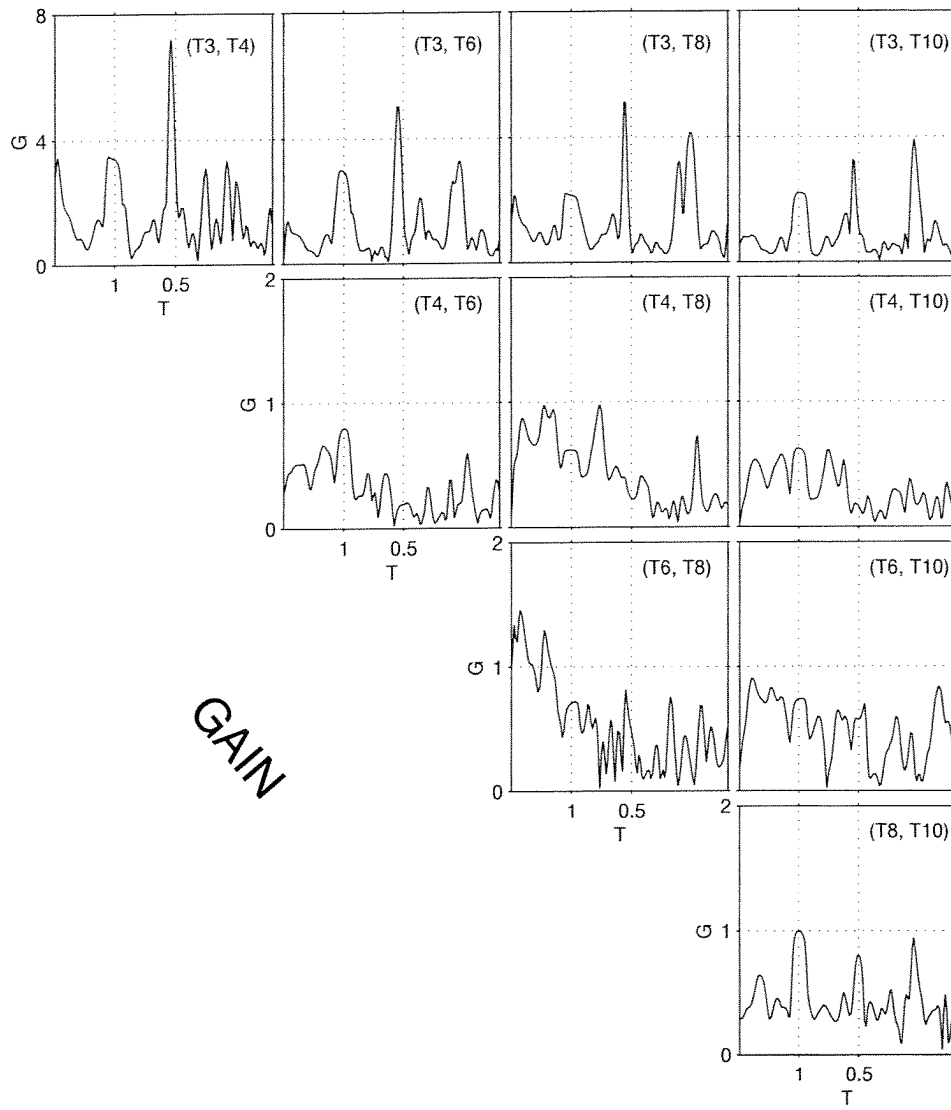 8
(T3, T4)
(T3, T6)
(T3, T8)
(T3, T10)
G
4
0
1
0.5
T
2
(T4, T6)
(T4, T8)
(T4, T10)
G
1
0
1
0.5
T
2
(T6, T8)
(T6, T10)
G
1
0
1
0.5
T
GAIN
2
(T8, T10)
G
1
0
1
0.5
T